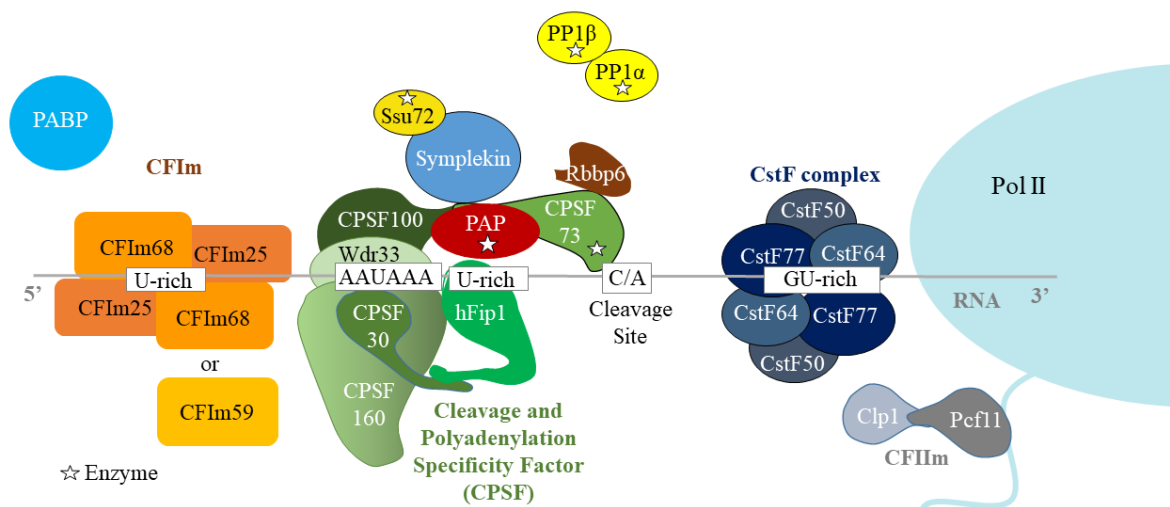 PP1β
PP1α
PABP
Ssu72
CFIm
Symplekin
Rbbp6
CstF complex
Pol II
CPSF100
PAP
CPSF
73
CstF50
CFIm68
CFIm25
Wdr33
CstF77
CstF64
U-rich
AAUAAA
U-rich
C/A
GU-rich
5’
3’
RNA
CFIm25
CFIm68
CPSF
30
hFip1
Cleavage
Site
CstF64
CstF77
CstF50
or
CFIm59
CPSF
160
Cleavage and
Polyadenylation
Specificity Factor
(CPSF)
Clp1
Pcf11
CFIIm
☆ Enzyme